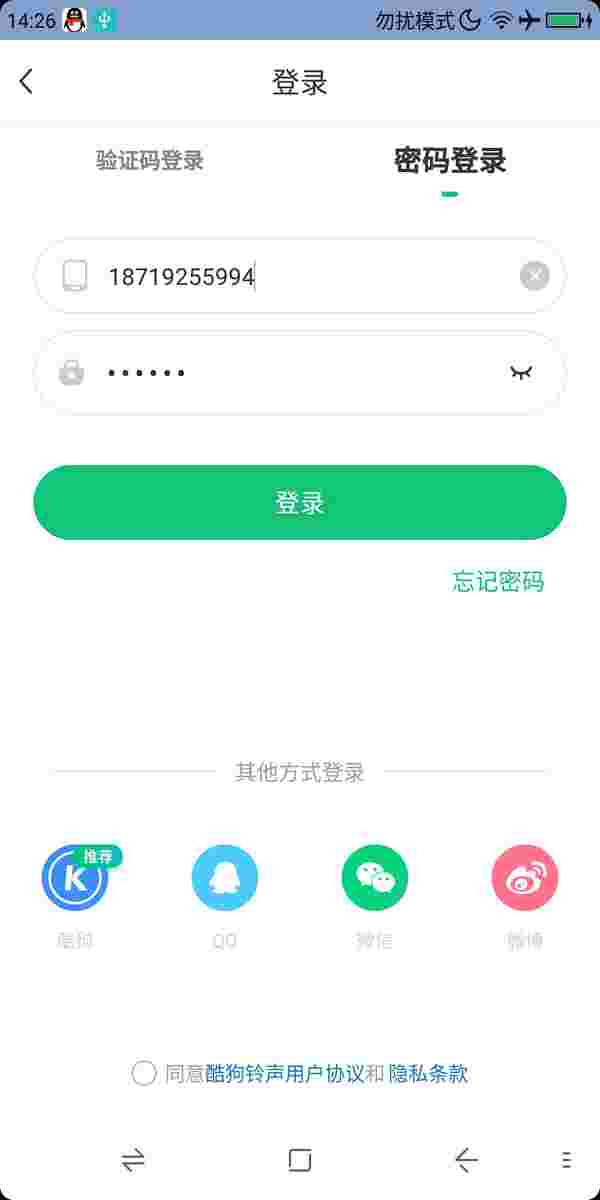 14:26 勿扰模式
登录
验证码登录 密码登录
18719255994
••••••
登录
忘记密码
其他方式登录
推荐
酷狗 QQ 微信 微博
同意酷狗铃声用户协议和 隐私条款